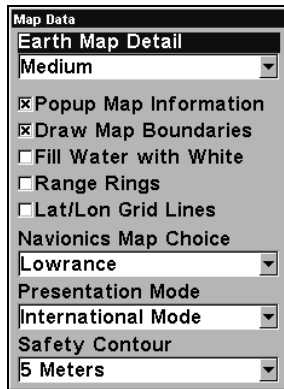 Map Data
Earth Map Detail
Medium
Popup Map Information
Draw Map Boundaries
Fill Water with White
Range Rings
Lat/Lon Grid Lines
Navionics Map Choice
Lowrance
Presentation Mode
International Mode
Safety Contour
5 Meters